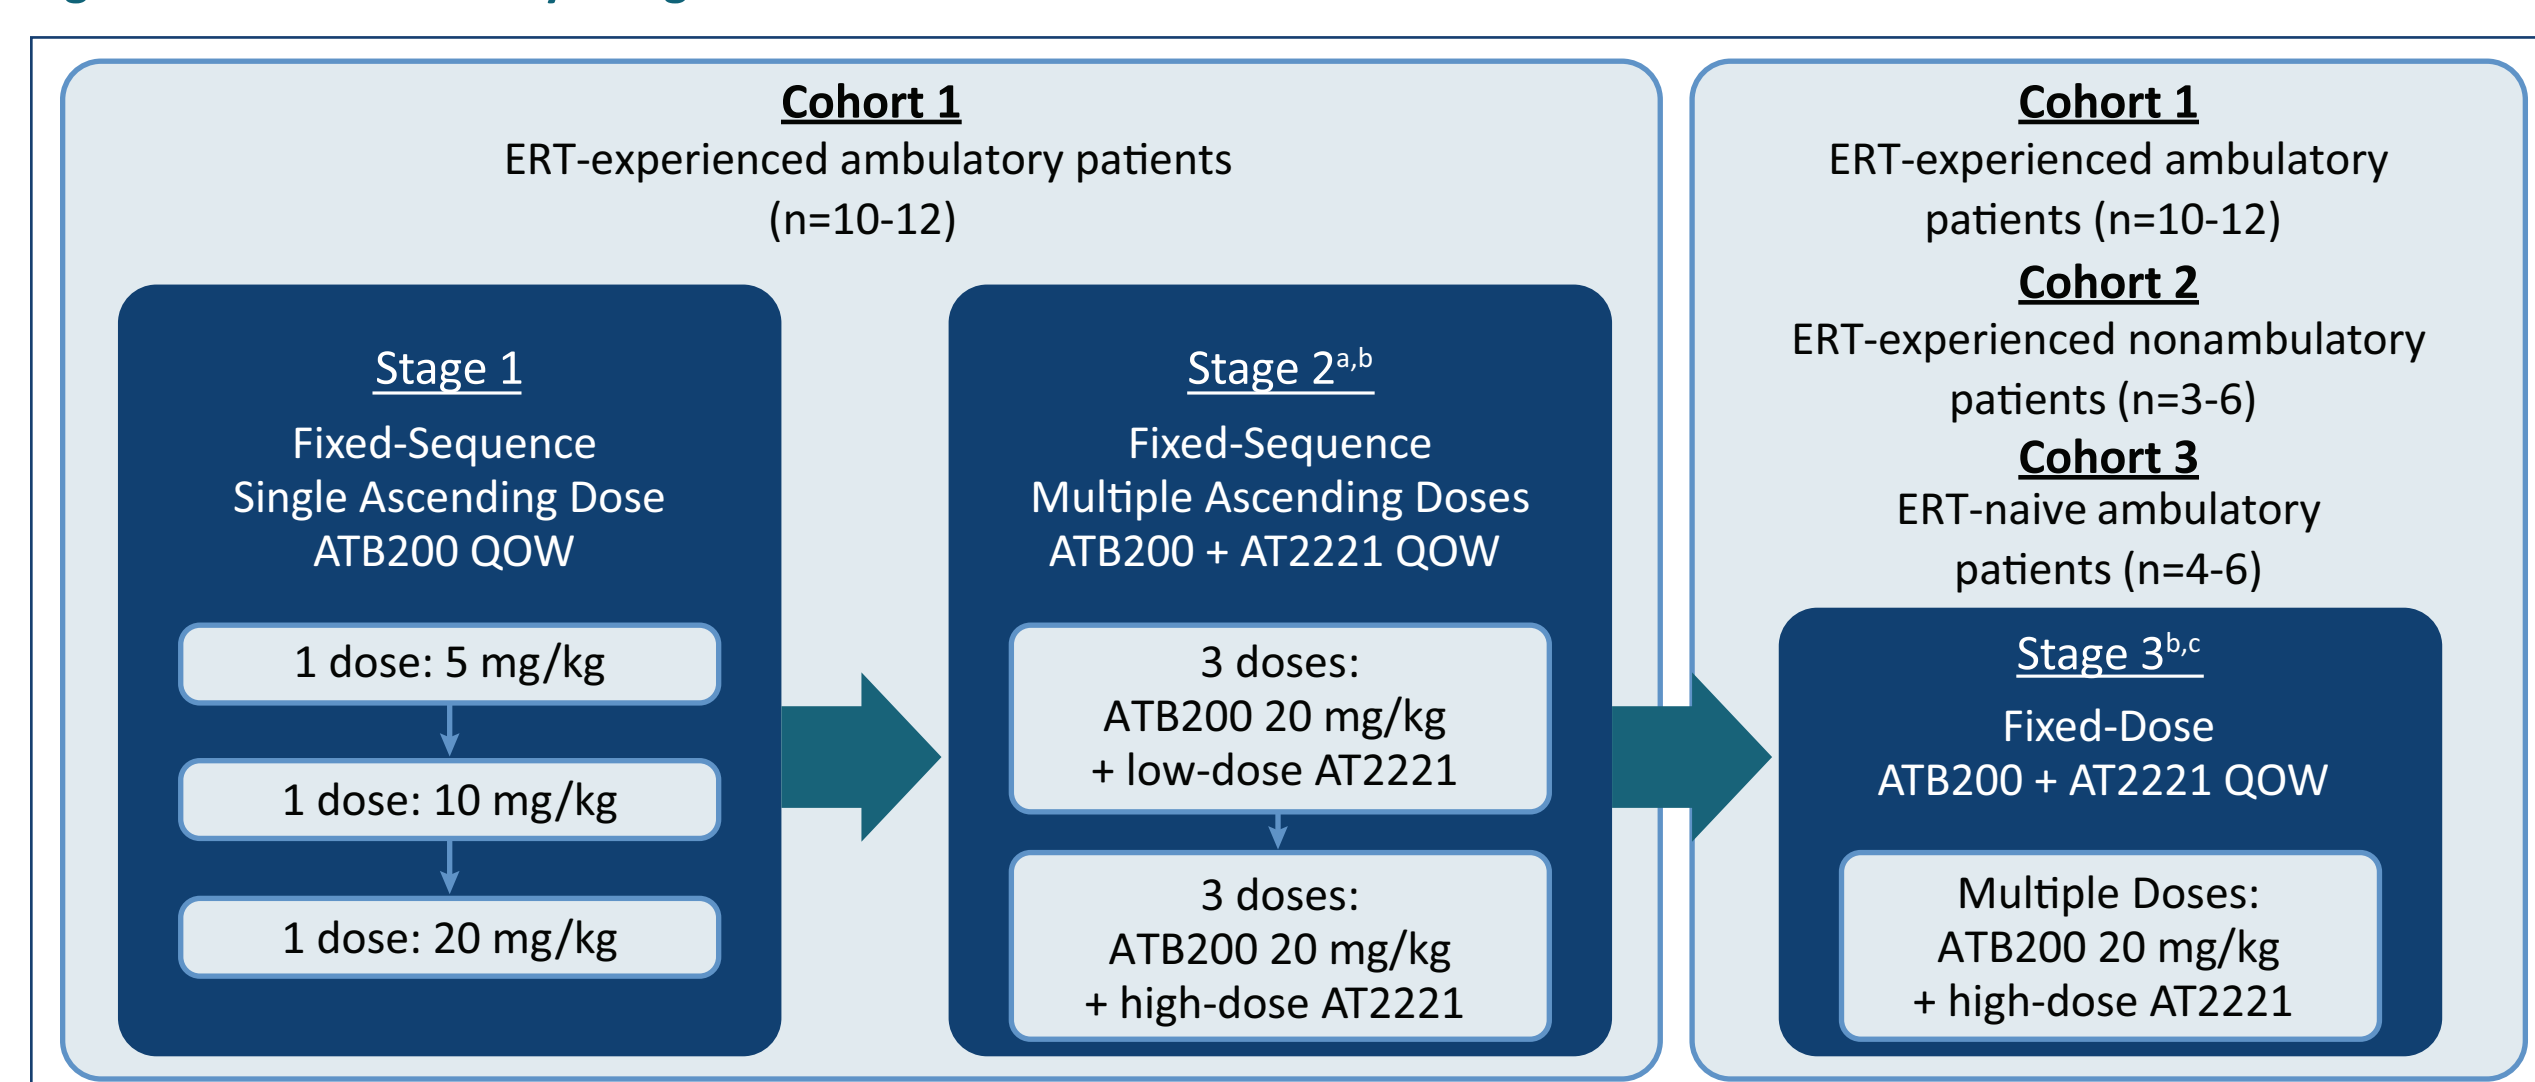 Cohort 1
ERT-experienced ambulatory patients
(n=10-12)
Stage 1
Fixed-Sequence
Single Ascending Dose
ATB200 QOW
1 dose: 5 mg/kg
1 dose: 10 mg/kg
1 dose: 20 mg/kg
Stage 2a,b
Fixed-Sequence
Multiple Ascending Doses
ATB200 + AT2221 QOW
3 doses:
ATB200 20 mg/kg
+ low-dose AT2221
3 doses:
ATB200 20 mg/kg
+ high-dose AT2221
Cohort 1
ERT-experienced ambulatory
patients (n=10-12)
Cohort 2
ERT-experienced nonambulatory
patients (n=3-6)
Cohort 3
ERT-naive ambulatory
patients (n=4-6)
Stage 3b,c
Fixed-Dose
ATB200 + AT2221 QOW
Multiple Doses:
ATB200 20 mg/kg
+ high-dose AT2221